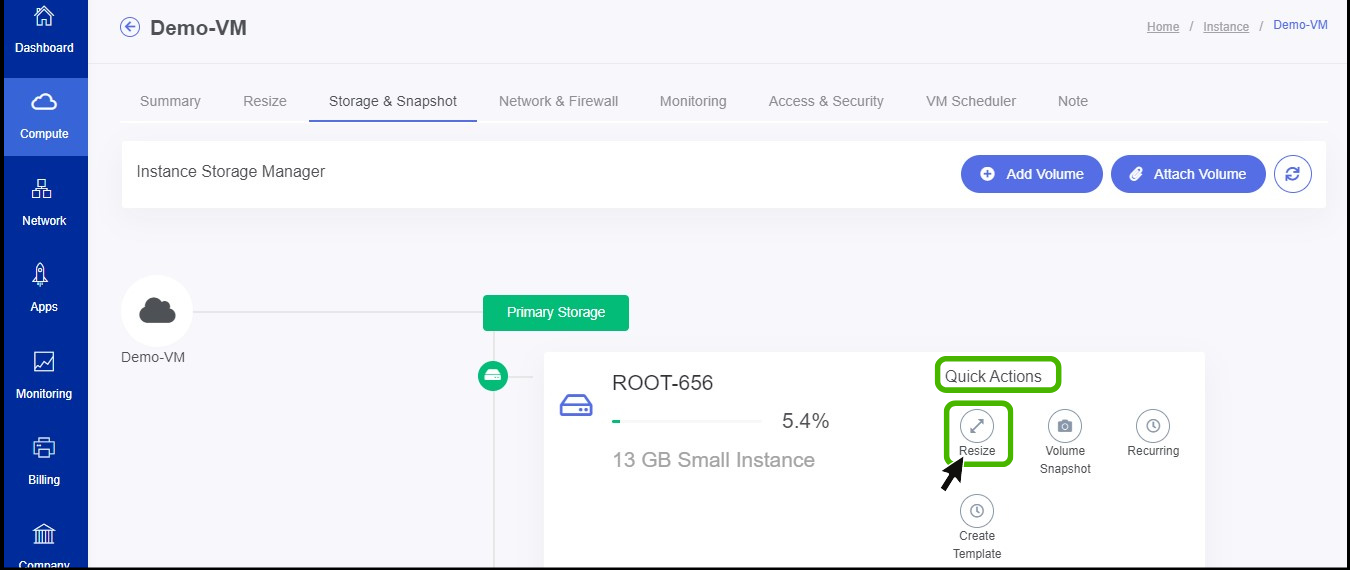 Dashboard
Compute
Network
Apps
Monitoring
Billing
Company
Demo-VM
Home / Instance / Demo-VM
Summary Resize Storage & Snapshot Network & Firewall Monitoring Access & Security VM Scheduler Note
Instance Storage Manager
Add Volume Attach Volume
Demo-VM
Primary Storage
ROOT-656
5.4%
13 GB Small Instance
Quick Actions
Resize
Volume
Snapshot
Recurring
Create
Template